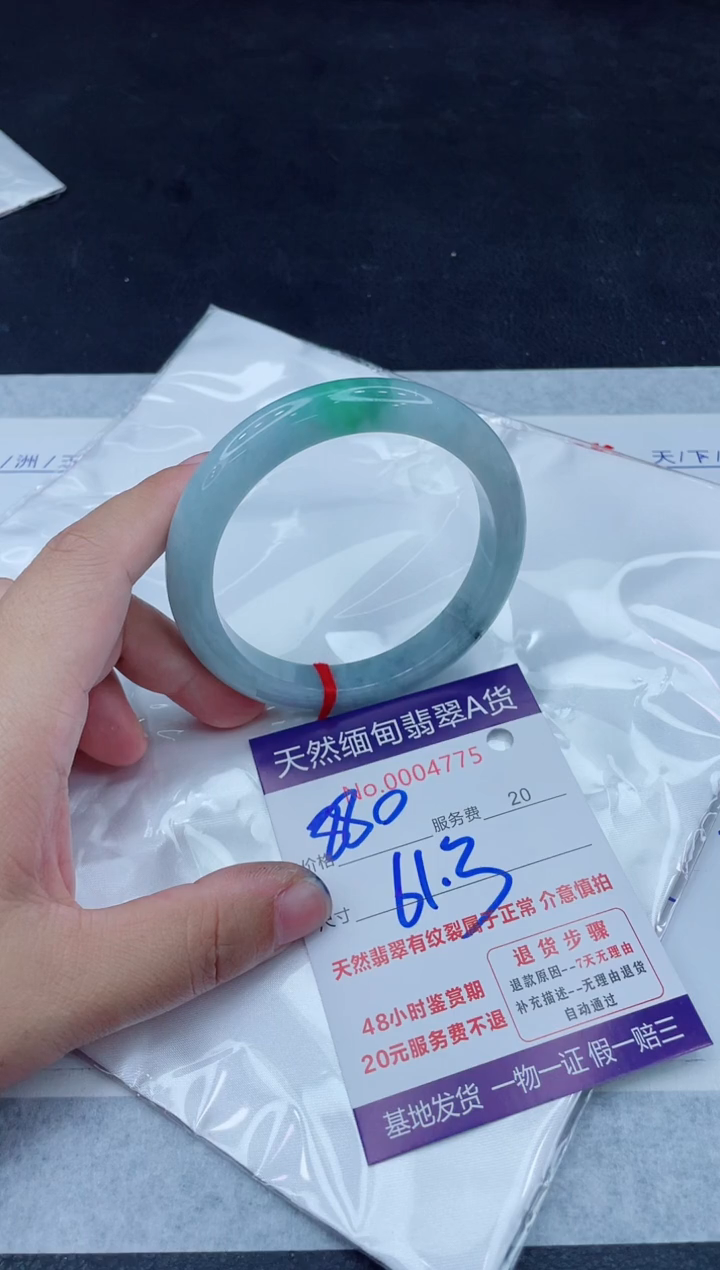 /洲/玉
天/下/
天然缅甸翡翠A货
No.0004775
880
价格 服务费 20
61.3
尺寸
天然翡翠有纹裂属于正常 介意慎拍
48小时鉴赏期
20元服务费不退
退货步骤
退款原因--7天无理由
补充描述--无理由退货
自动通过
基地发货 一物一证 假一赔三